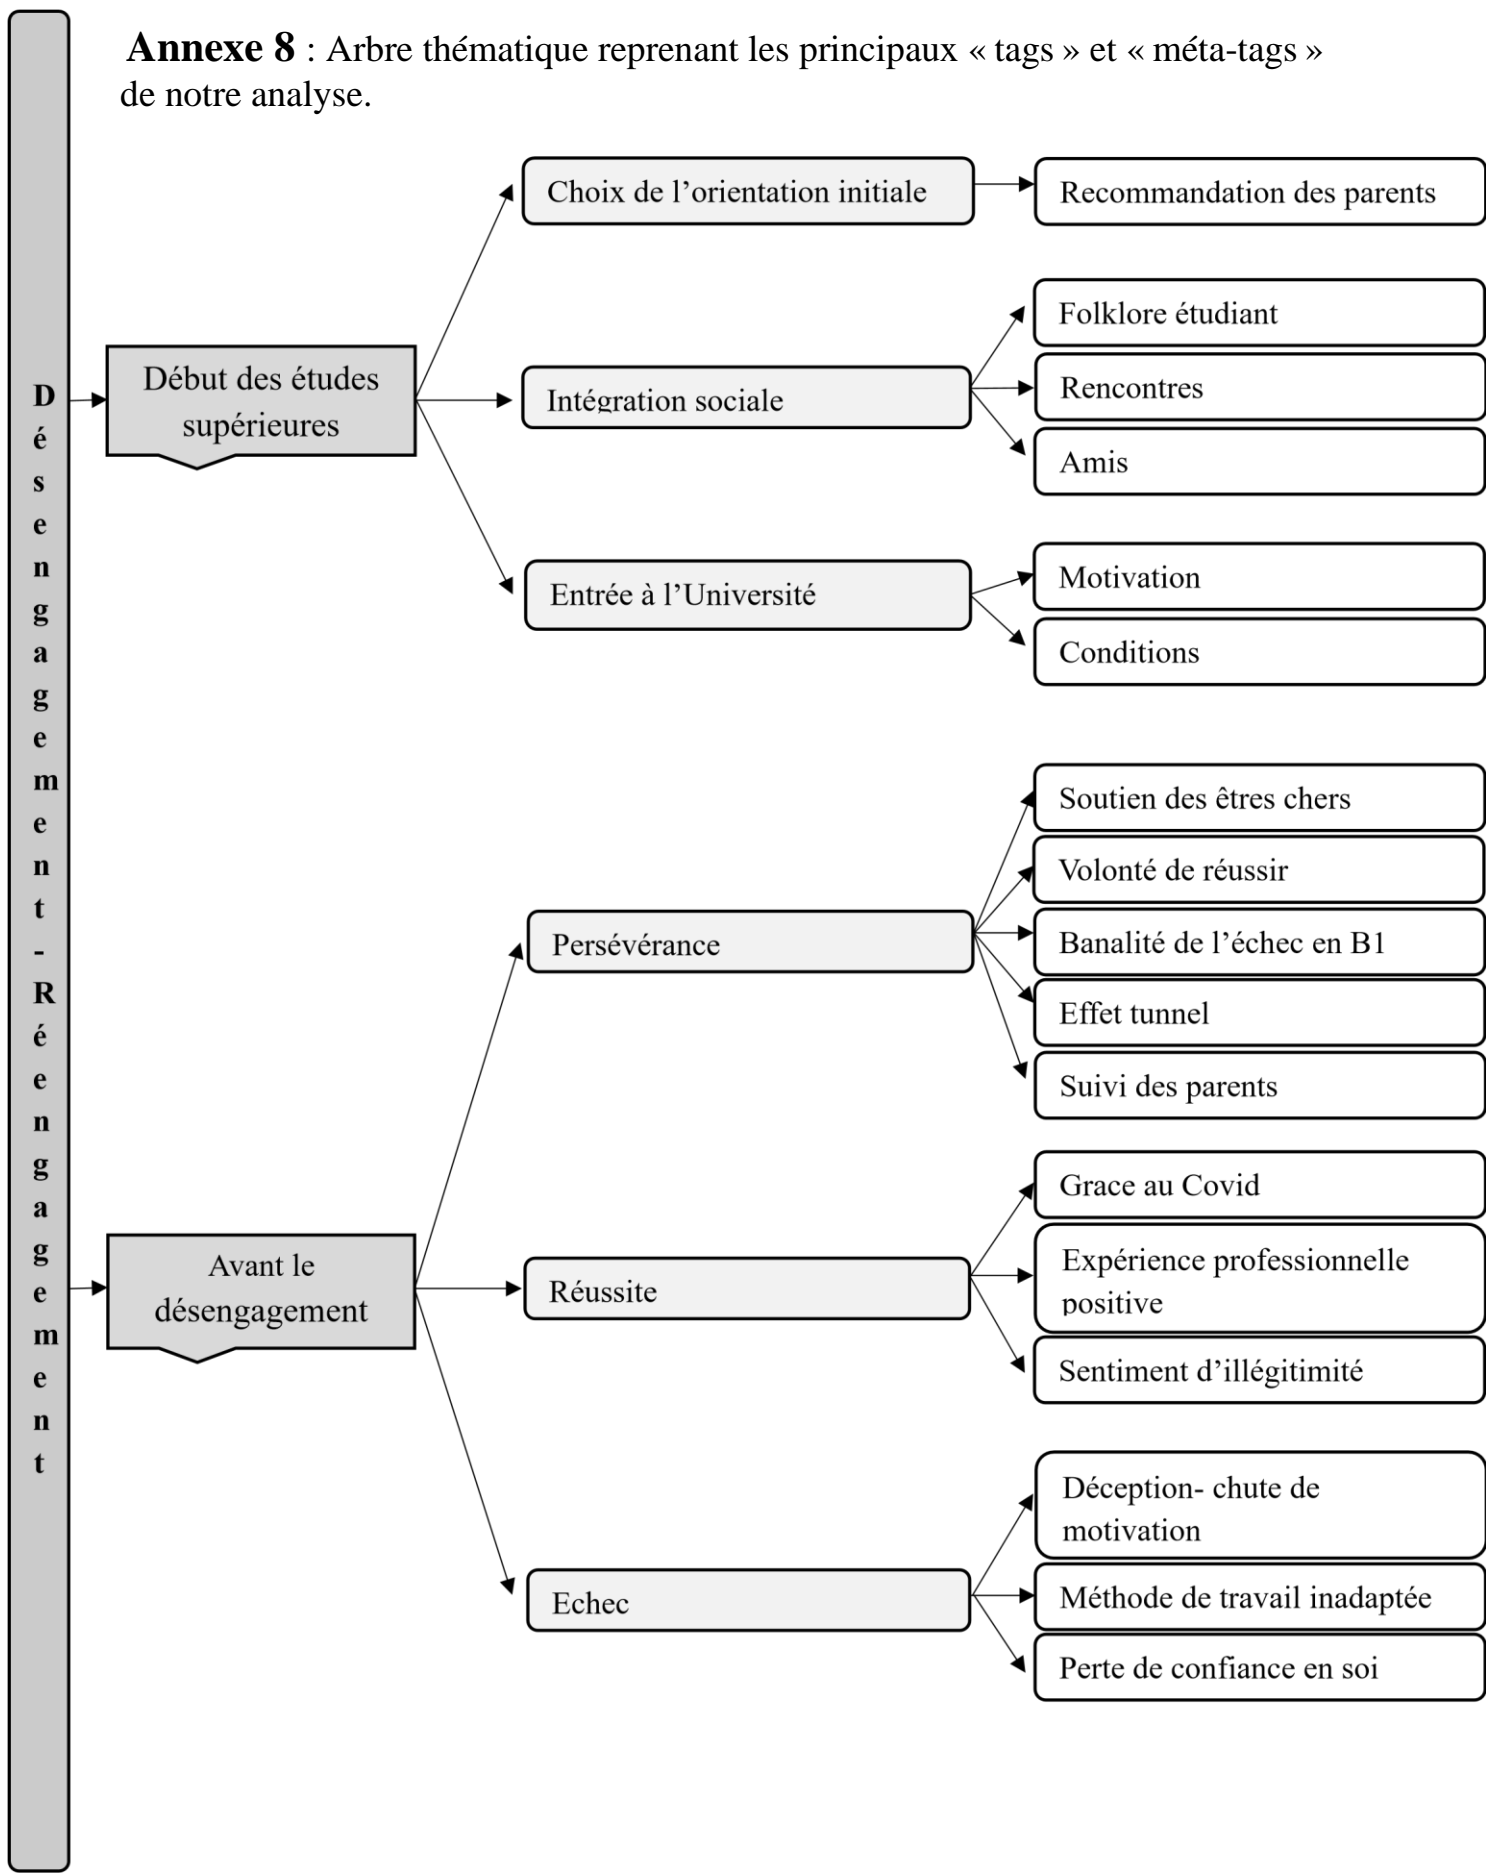 Annexe 8 : Arbre thématique reprenant les principaux « tags » et « méta-tags »
de notre analyse.
Désengagement-Réengagement
Début des études
supérieures
Choix de l’orientation initiale
Recommandation des parents
Intégration sociale
Folklore étudiant
Rencontres
Amis
Entrée à l’Université
Motivation
Conditions
Avant le
désengagement
Persévérance
Soutien des êtres chers
Volonté de réussir
Banalité de l’échec en B1
Effet tunnel
Suivi des parents
Réussite
Grace au Covid
Expérience professionnelle
positive
Sentiment d’illégitimité
Echec
Déception- chute de
motivation
Méthode de travail inadaptée
Perte de confiance en soi